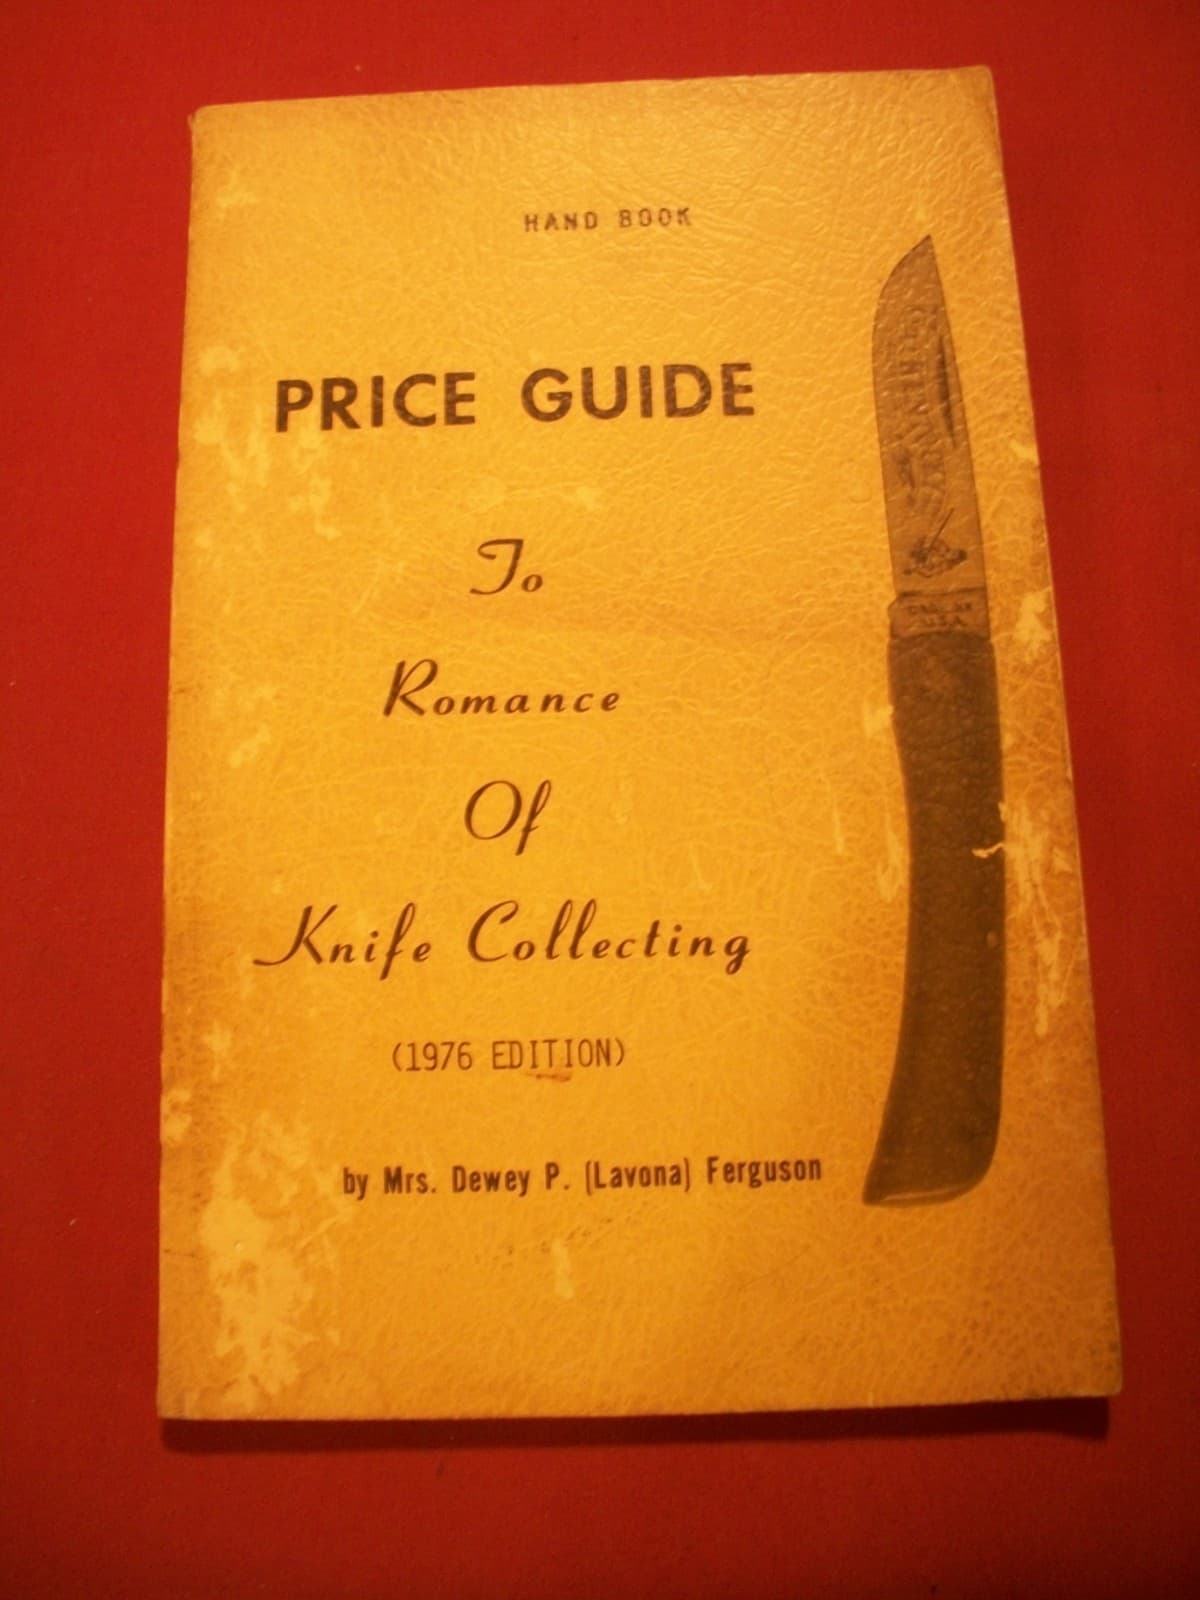 HAND BOOK
PRICE GUIDE
To
Romance
Of
Knife Collecting
(1976 EDITION)
by Mrs. Dewey P. (Lavona) Ferguson
U.S.A.